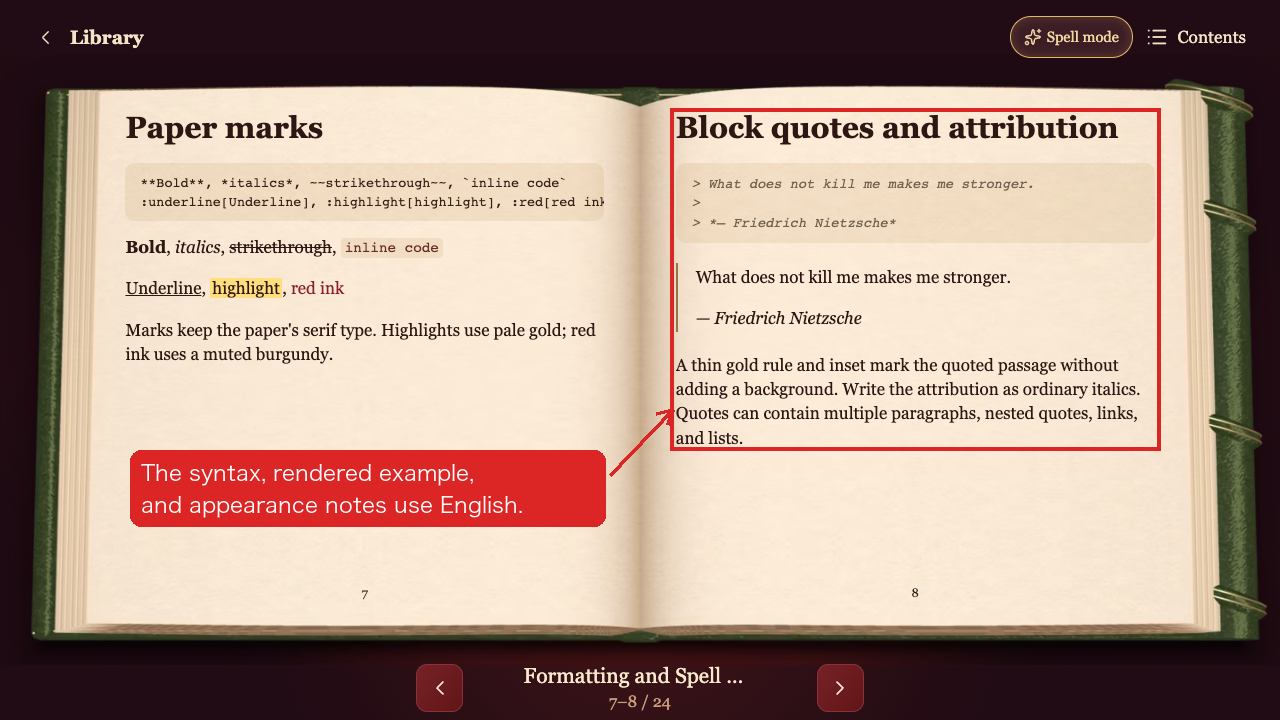 Library
Spell mode
Contents
Paper marks
**Bold**, *italics*, ~~strikethrough~~, `inline code`
:underline[Underline], :highlight[highlight], :red[red ink
Bold, italics, strikethrough, inline code
Underline, highlight, red ink
Marks keep the paper's serif type. Highlights use pale gold; red
ink uses a muted burgundy.
The syntax, rendered example,
and appearance notes use English.
7
Block quotes and attribution
> What does not kill me makes me stronger.
>
> *— Friedrich Nietzsche*
What does not kill me makes me stronger.
— Friedrich Nietzsche
A thin gold rule and inset mark the quoted passage without
adding a background. Write the attribution as ordinary italics.
Quotes can contain multiple paragraphs, nested quotes, links,
and lists.
8
Formatting and Spell ...
7–8 / 24